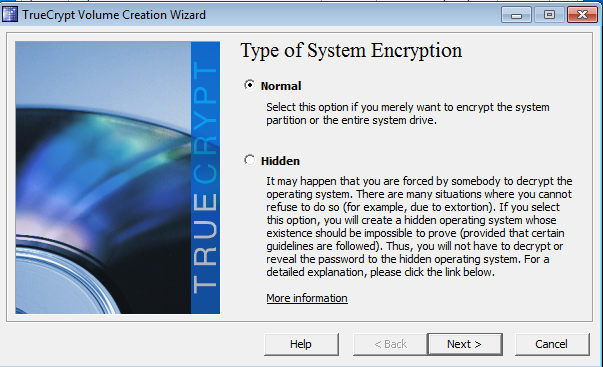 TrueCrypt Volume Creation Wizard
Type of System Encryption
Normal
Select this option if you merely want to encrypt the system
partition or the entire system drive.
Hidden
It may happen that you are forced by somebody to decrypt the
operating system. There are many situations where you cannot
refuse to do so (for example, due to extortion). If you select
this option, you will create a hidden operating system whose
existence should be impossible to prove (provided that certain
guidelines are followed). Thus, you will not have to decrypt or
reveal the password to the hidden operating system. For a
detailed explanation, please click the link below.
More information
TRUECRYPT
Help
< Back
Next >
Cancel